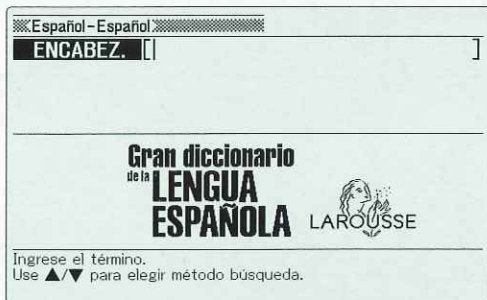 Español-Español
ENCABEZ. [ ]
Gran diccionario
de la LENGUA
ESPAÑOLA
LAROUSSE
Ingrese el término.
Use ▲/▼ para elegir método búsqueda.